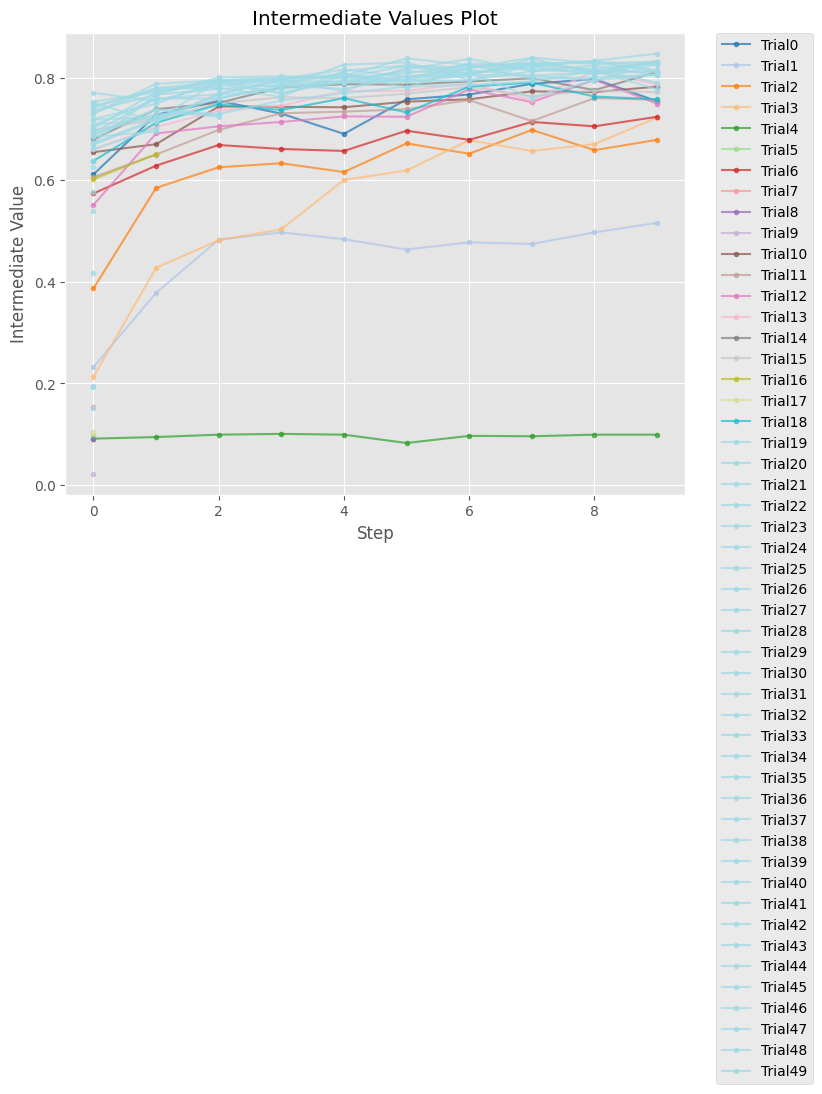 Intermediate Values Plot
Intermediate Value
0.8
0.6
0.4
0.2
0.0
0 2 4 6 8
Step
Trial0
Trial1
Trial2
Trial3
Trial4
Trial5
Trial6
Trial7
Trial8
Trial9
Trial10
Trial11
Trial12
Trial13
Trial14
Trial15
Trial16
Trial17
Trial18
Trial19
Trial20
Trial21
Trial22
Trial23
Trial24
Trial25
Trial26
Trial27
Trial28
Trial29
Trial30
Trial31
Trial32
Trial33
Trial34
Trial35
Trial36
Trial37
Trial38
Trial39
Trial40
Trial41
Trial42
Trial43
Trial44
Trial45
Trial46
Trial47
Trial48
Trial49